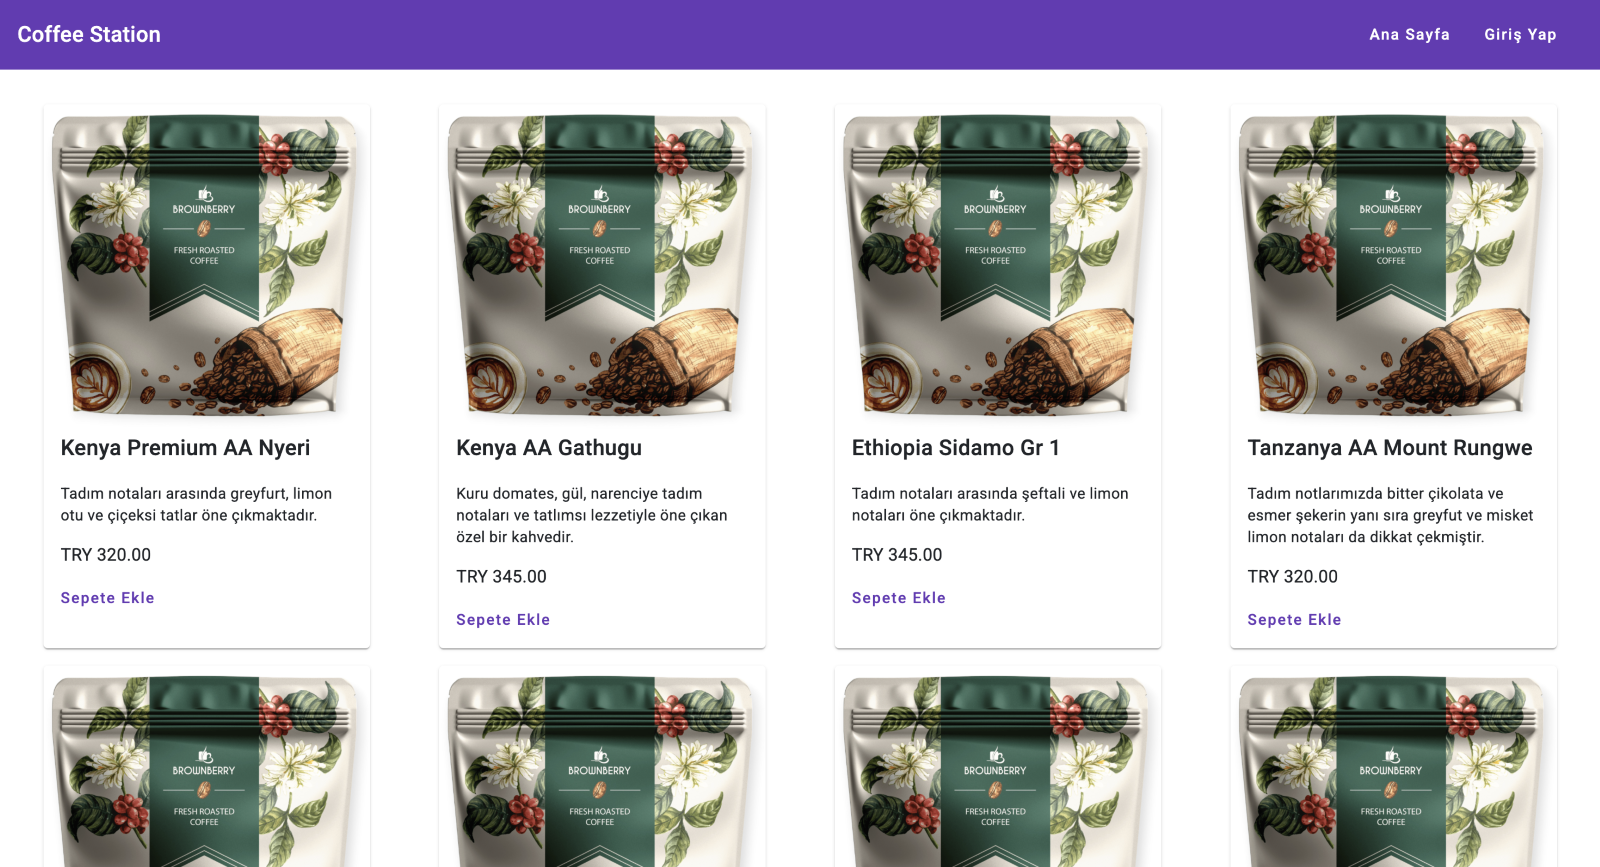 Coffee Station
Ana Sayfa
Giriş Yap
BROWNBERRY
FRESH ROASTED
COFFEE
Kenya Premium AA Nyeri
Tadım notaları arasında greyfurt, limon
otu ve çiçeksi tatlar öne çıkmaktadır.
TRY 320.00
Sepete Ekle
BROWNBERRY
FRESH ROASTED
COFFEE
Kenya AA Gathugu
Kuru domates, gül, narenciye tadım
notaları ve tatlımsı lezzetiyle öne çıkan
özel bir kahvedir.
TRY 345.00
Sepete Ekle
BROWNBERRY
FRESH ROASTED
COFFEE
Ethiopia Sidamo Gr 1
Tadım notaları arasında şeftali ve limon
notaları öne çıkmaktadır.
TRY 345.00
Sepete Ekle
BROWNBERRY
FRESH ROASTED
COFFEE
Tanzanya AA Mount Rungwe
Tadım notlarımızda bitter çikolata ve
esmer şekerin yanı sıra greyfut ve misket
limon notaları da dikkat çekmiştir.
TRY 320.00
Sepete Ekle
BROWNBERRY
FRESH ROASTED
COFFEE
BROWNBERRY
FRESH ROASTED
COFFEE
BROWNBERRY
FRESH ROASTED
COFFEE
BROWNBERRY
FRESH ROASTED
COFFEE